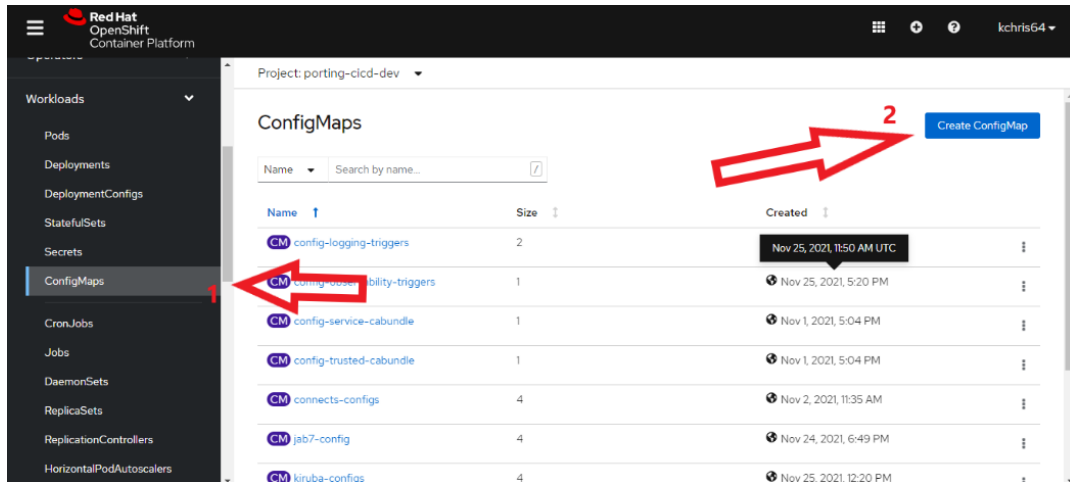 Red Hat
OpenShift
Container Platform
kchris64
Operators
Workloads
Pods
Deployments
DeploymentConfigs
StatefulSets
Secrets
ConfigMaps
CronJobs
Jobs
DaemonSets
ReplicaSets
ReplicationControllers
HorizontalPodAutoscalers
1
Project: porting-cicd-dev
ConfigMaps
2
Create ConfigMap
Name Search by name... /
Name Size Created
CM config-logging-triggers 2
Nov 25, 2021, 11:50 AM UTC
CM config-observability-triggers 1 Nov 25, 2021, 5:20 PM
CM config-service-cabundle 1 Nov 1, 2021, 5:04 PM
CM config-trusted-cabundle 1 Nov 1, 2021, 5:04 PM
CM connects-configs 4 Nov 2, 2021, 11:35 AM
CM jab7-config 4 Nov 24, 2021, 6:49 PM
CM kiruba-configs 4 Nov 25, 2021, 12:20 PM